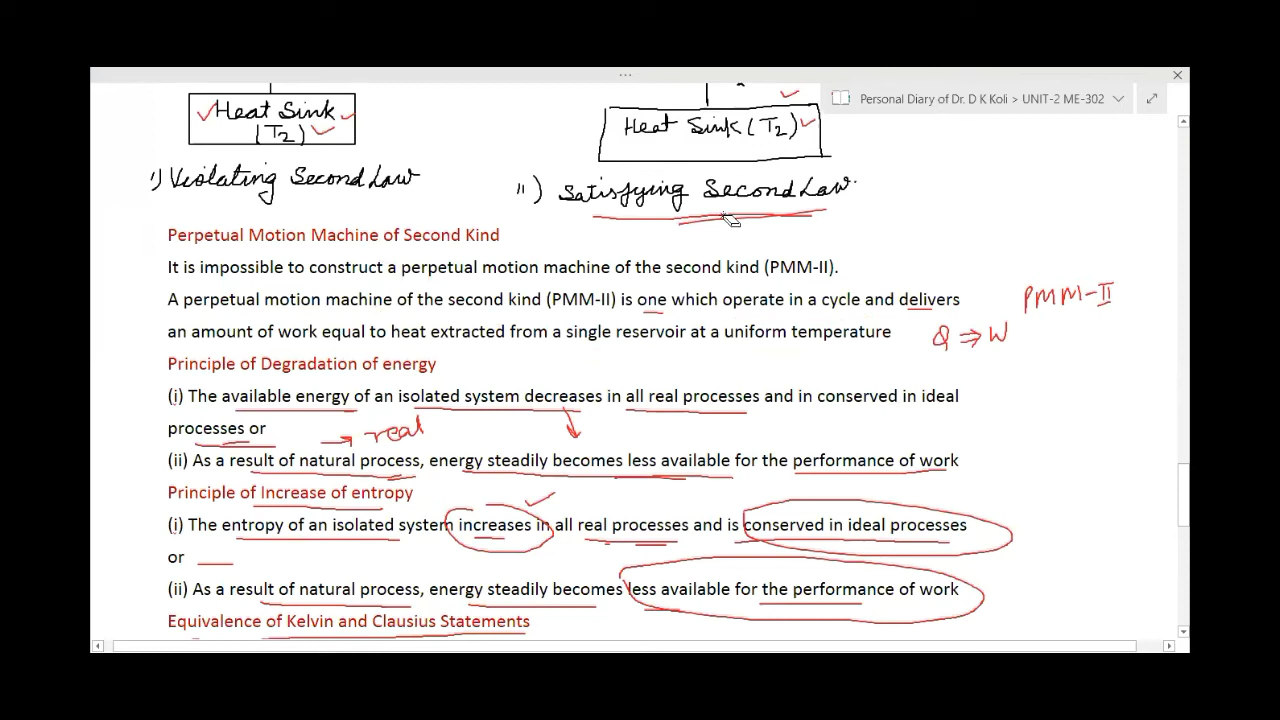 Heat Sink
(T2)
Heat Sink (T2)
Personal Diary of Dr. D K Koli > UNIT-2 ME-302
i) Violating Second Law
ii) Satisfying Second Law.
Perpetual Motion Machine of Second Kind
It is impossible to construct a perpetual motion machine of the second kind (PMM-II).
A perpetual motion machine of the second kind (PMM-II) is one which operate in a cycle and delivers
PMM-II
an amount of work equal to heat extracted from a single reservoir at a uniform temperature
Q ⇒ W
Principle of Degradation of energy
(i) The available energy of an isolated system decreases in all real processes and in conserved in ideal
processes or
→ real
(ii) As a result of natural process, energy steadily becomes less available for the performance of work
Principle of Increase of entropy
(i) The entropy of an isolated system increases in all real processes and is conserved in ideal processes
or
(ii) As a result of natural process, energy steadily becomes less available for the performance of work
Equivalence of Kelvin and Clausius Statements